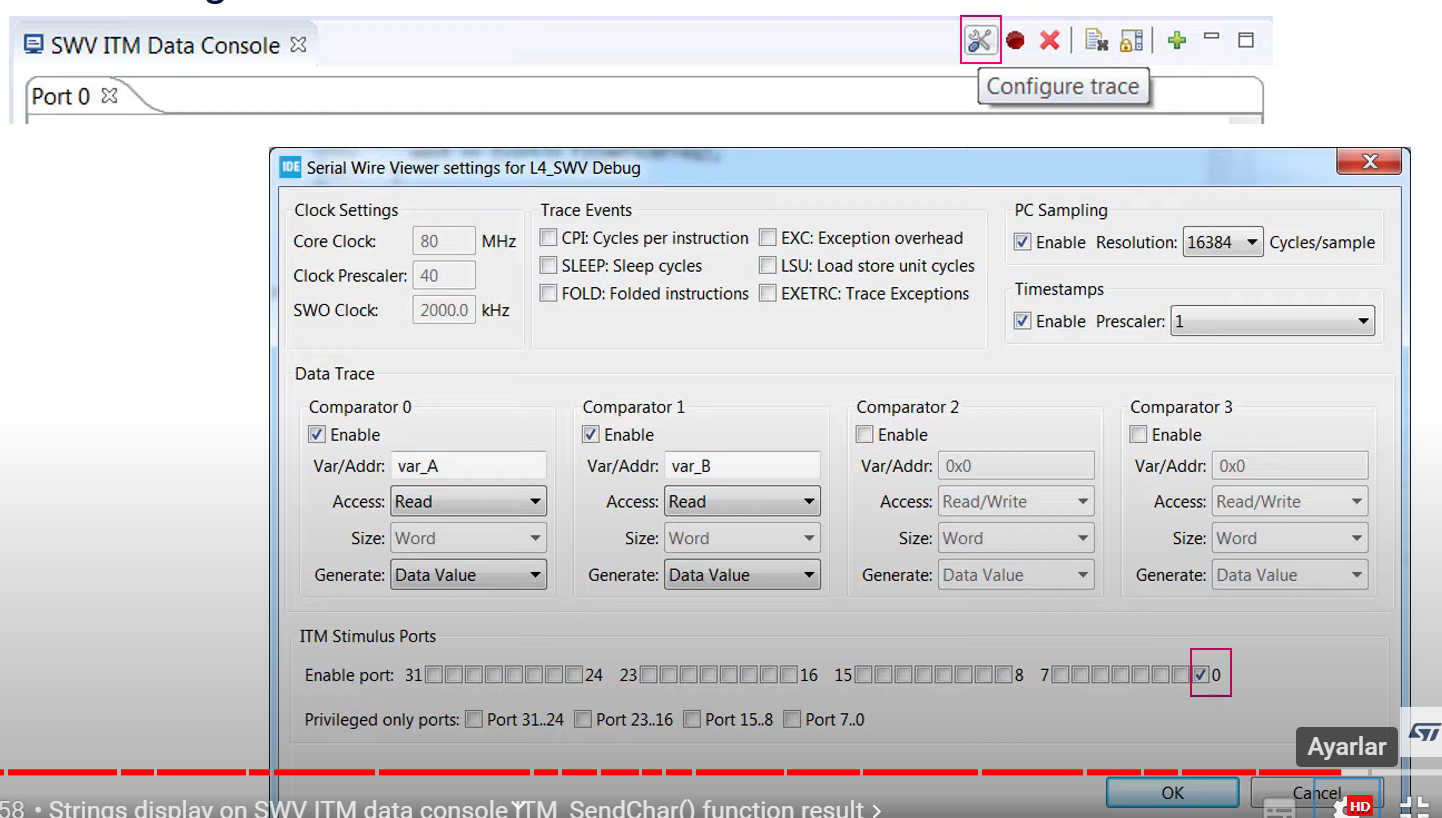 SWV ITM Data Console
Configure trace
Port 0
IDE Serial Wire Viewer settings for L4_SWV Debug
Clock Settings
Core Clock: 80 MHz
Clock Prescaler: 40
SWO Clock: 2000.0 kHz
Trace Events
CPI: Cycles per instruction EXC: Exception overhead
SLEEP: Sleep cycles LSU: Load store unit cycles
FOLD: Folded instructions EXETRC: Trace Exceptions
PC Sampling
Enable Resolution: 16384 Cycles/sample
Timestamps
Enable Prescaler: 1
Data Trace
Comparator 0
Enable
Var/Addr: var_A
Access: Read
Size: Word
Generate: Data Value
Comparator 1
Enable
Var/Addr: var_B
Access: Read
Size: Word
Generate: Data Value
Comparator 2
Enable
Var/Addr: 0x0
Access: Read/Write
Size: Word
Generate: Data Value
Comparator 3
Enable
Var/Addr: 0x0
Access: Read/Write
Size: Word
Generate: Data Value
ITM Stimulus Ports
Enable port: 31 24 23 16 15 8 7 0
Privileged only ports: Port 31..24 Port 23..16 Port 15..8 Port 7..0
Ayarlar
ST
OK Cancel
58 • Strings display on SWV ITM data console TM_SendChar() function result
HD